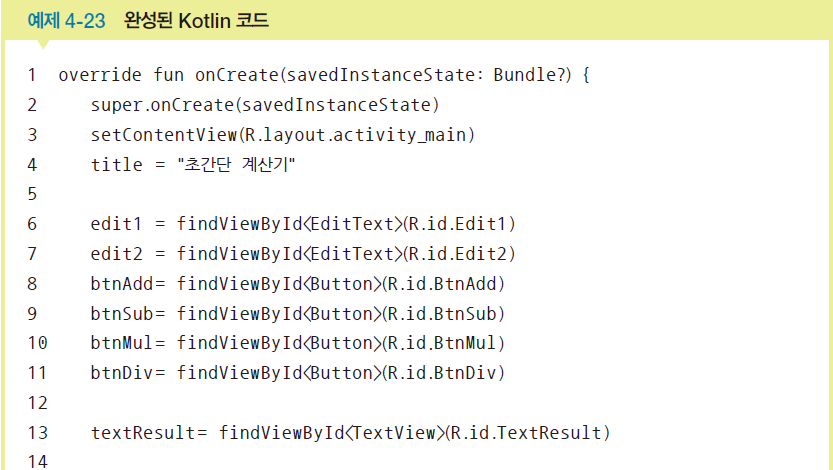 예제 4-23 완성된 Kotlin 코드
1 override fun onCreate(savedInstanceState: Bundle?) {
2 super.onCreate(savedInstanceState)
3 setContentView(R.layout.activity_main)
4 title = "초간단 계산기"
5
6 edit1 = findViewById<EditText>(R.id.Edit1)
7 edit2 = findViewById<EditText>(R.id.Edit2)
8 btnAdd= findViewById<Button>(R.id.BtnAdd)
9 btnSub= findViewById<Button>(R.id.BtnSub)
10 btnMul= findViewById<Button>(R.id.BtnMul)
11 btnDiv= findViewById<Button>(R.id.BtnDiv)
12
13 textResult= findViewById<TextView>(R.id.TextResult)
14